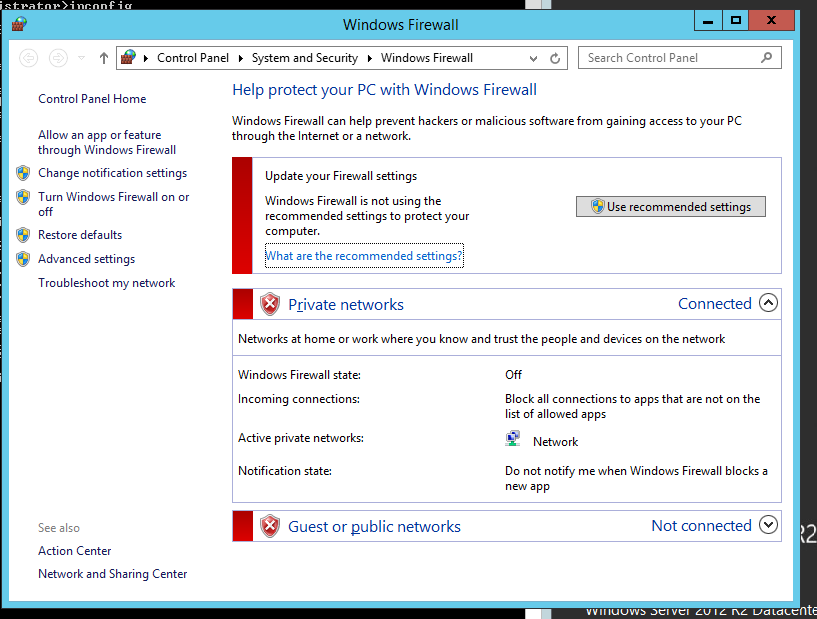 istrator>ipconfig
Windows Firewall
Control Panel
System and Security
Windows Firewall
Search Control Panel
Control Panel Home
Allow an app or feature
through Windows Firewall
Change notification settings
Turn Windows Firewall on or
off
Restore defaults
Advanced settings
Troubleshoot my network
See also
Action Center
Network and Sharing Center
Help protect your PC with Windows Firewall
Windows Firewall can help prevent hackers or malicious software from gaining access to your PC
through the Internet or a network.
Update your Firewall settings
Windows Firewall is not using the
recommended settings to protect your
computer.
What are the recommended settings?
Use recommended settings
Private networks Connected
Networks at home or work where you know and trust the people and devices on the network
Windows Firewall state: Off
Incoming connections: Block all connections to apps that are not on the
list of allowed apps
Active private networks: Network
Notification state: Do not notify me when Windows Firewall blocks a
new app
Guest or public networks Not connected
R2
Windows Server 2012 R2 Datacente